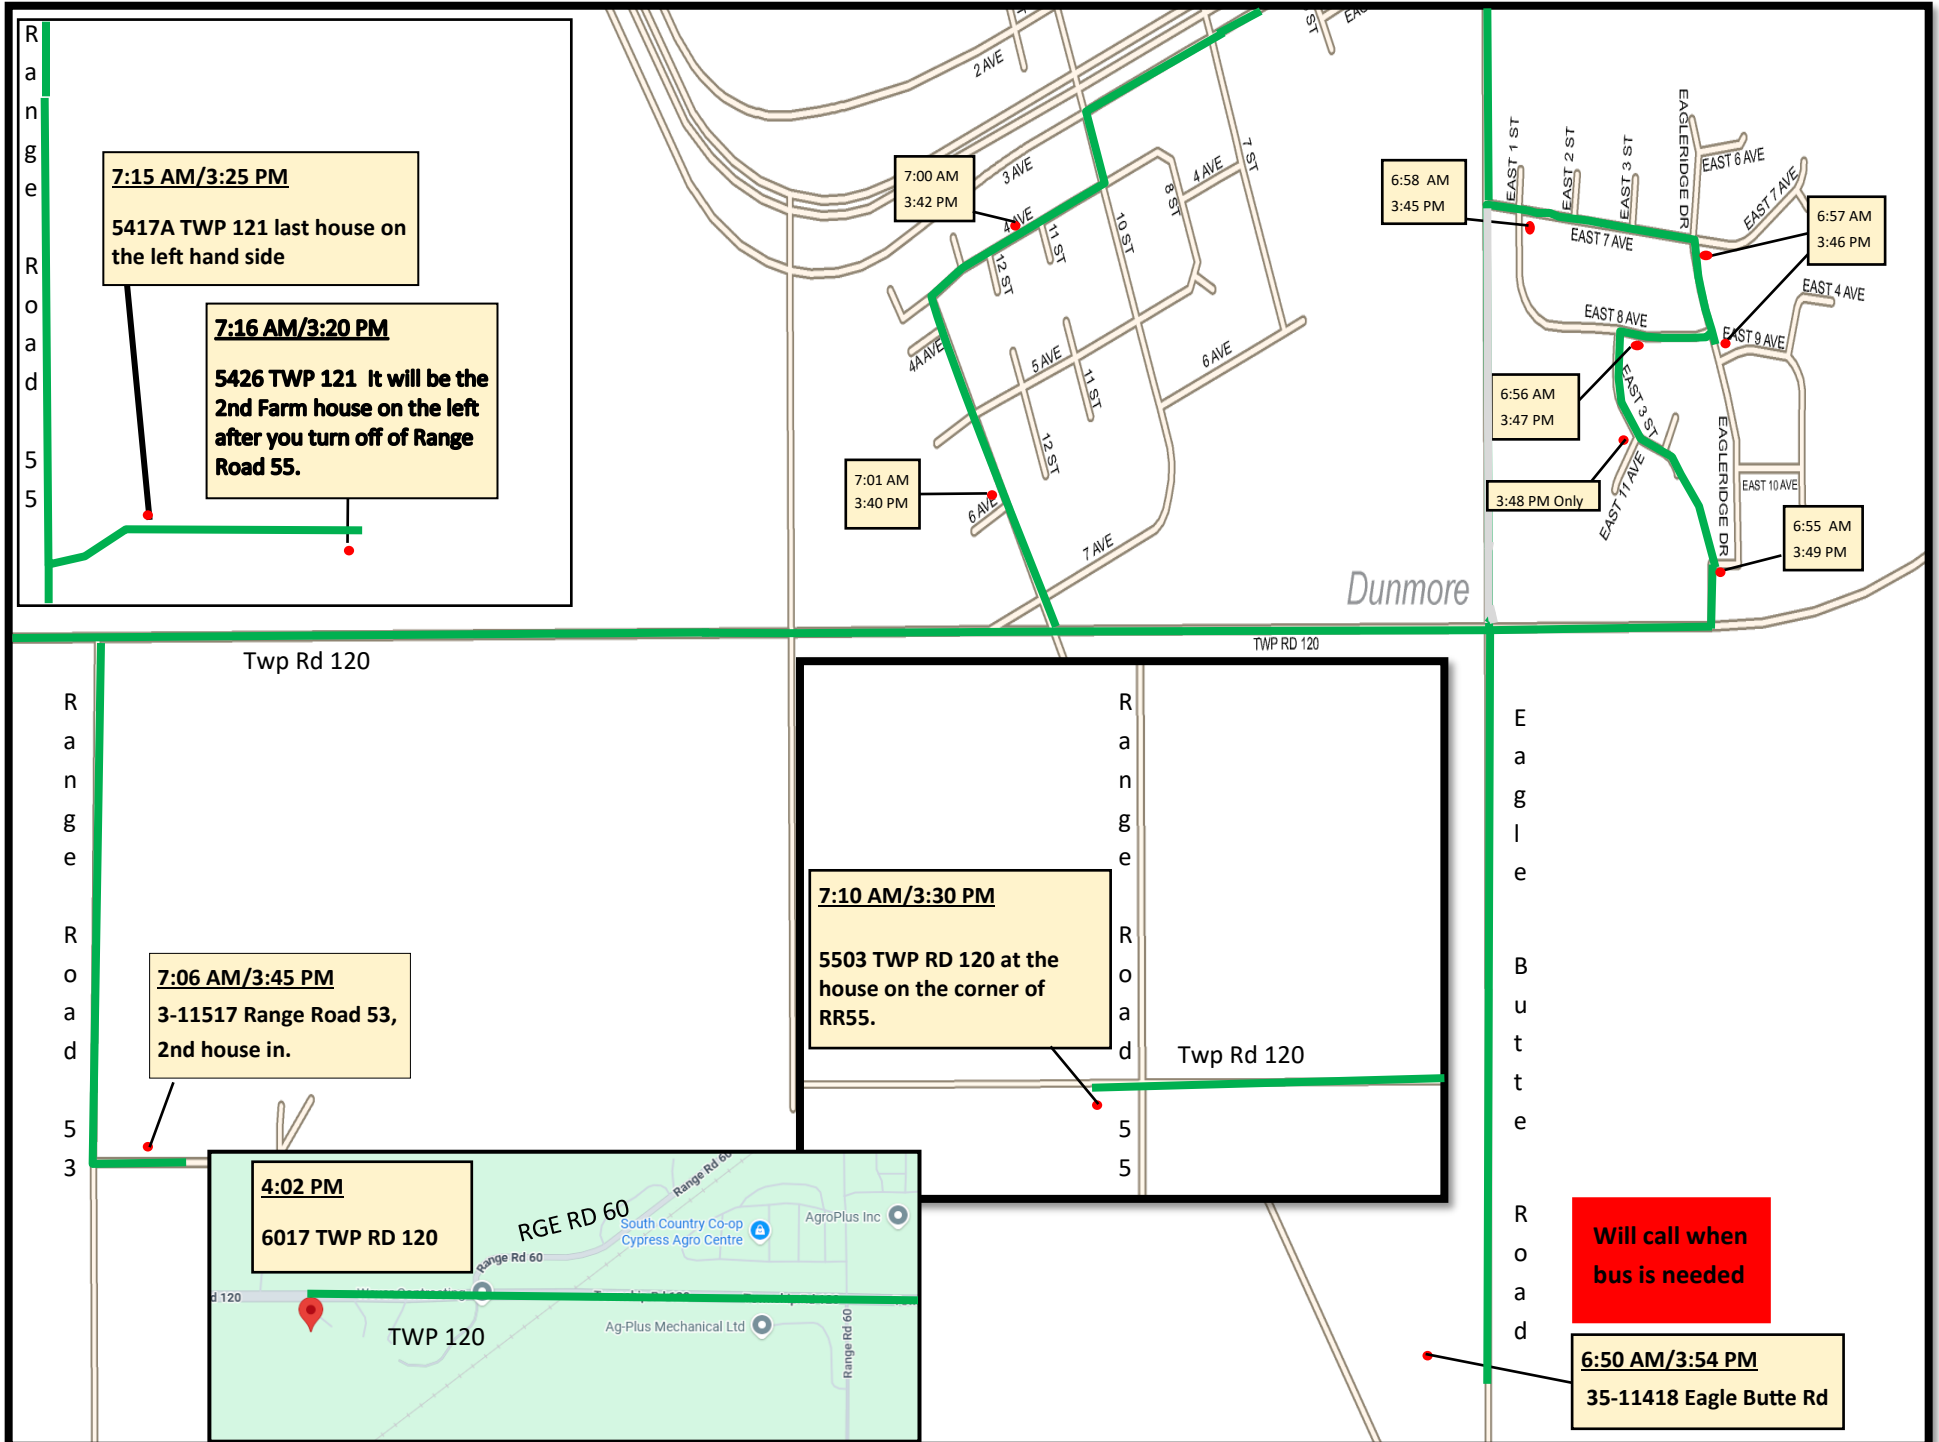 Range Road 55
7:15 AM/3:25 PM
5417A TWP 121 last house on
the left hand side
7:16 AM/3:20 PM
5426 TWP 121 It will be the
2nd Farm house on the left
after you turn off of Range
Road 55.
2 AVE
3 AVE
ST
EA
7:00 AM
3:42 PM
4 AVE
11 ST
12 ST
10 ST
8 ST
4 AVE
7 ST
4A AVE
5 AVE
11 ST
12 ST
6 AVE
7:01 AM
3:40 PM
6 AVE
7 AVE
6:58 AM
3:45 PM
EAST 1 ST
EAST 2 ST
EAST 3 ST
EAGLERIDGE DR
EAST 6 AVE
EAST 7 AVE
EAST 7 AVE
6:57 AM
3:46 PM
EAST 4 AVE
EAST 8 AVE
EAST 9 AVE
6:56 AM
3:47 PM
EAST 3 ST
EAGLERIDGE DR
3:48 PM Only
EAST 11 AVE
EAST 10 AVE
6:55 AM
3:49 PM
Dunmore
TWP RD 120
Twp Rd 120
Range Road 53
7:06 AM/3:45 PM
3-11517 Range Road 53,
2nd house in.
Range Road 55
7:10 AM/3:30 PM
5503 TWP RD 120 at the
house on the corner of
RR55.
Twp Rd 120
Eagle Butte Road
4:02 PM
6017 TWP RD 120
RGE RD 60
Range Rd 60
Range Rd 60
South Country Co-op
Cypress Agro Centre
AgroPlus Inc
d 120
TWP 120
Ag-Plus Mechanical Ltd
Range Rd 60
Will call when
bus is needed
6:50 AM/3:54 PM
35-11418 Eagle Butte Rd